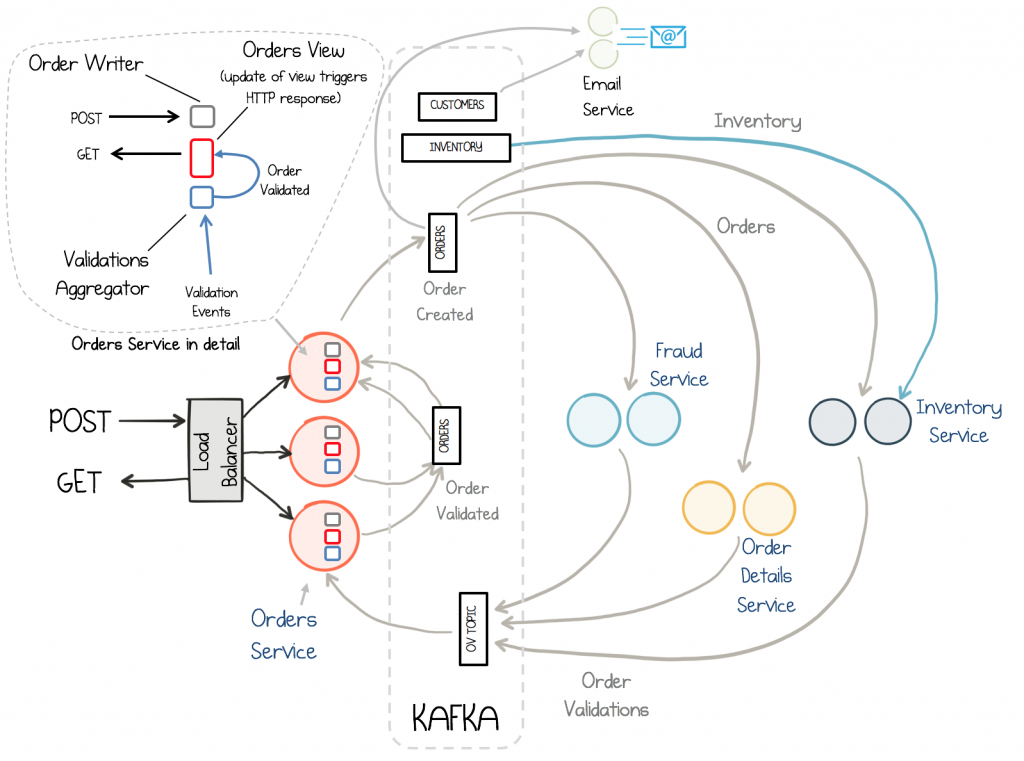 Order Writer
Orders View
(update of view triggers
HTTP response)
POST
GET
Order
Validated
Validations
Aggregator
Validation
Events
Orders Service in detail
CUSTOMERS
INVENTORY
Email
Service
@
Inventory
Orders
ORDERS
Order
Created
POST
GET
Load
Balancer
ORDERS
Order
Validated
Fraud
Service
Inventory
Service
Order
Details
Service
Orders
Service
OV TOPIC
Order
Validations
KAFKA